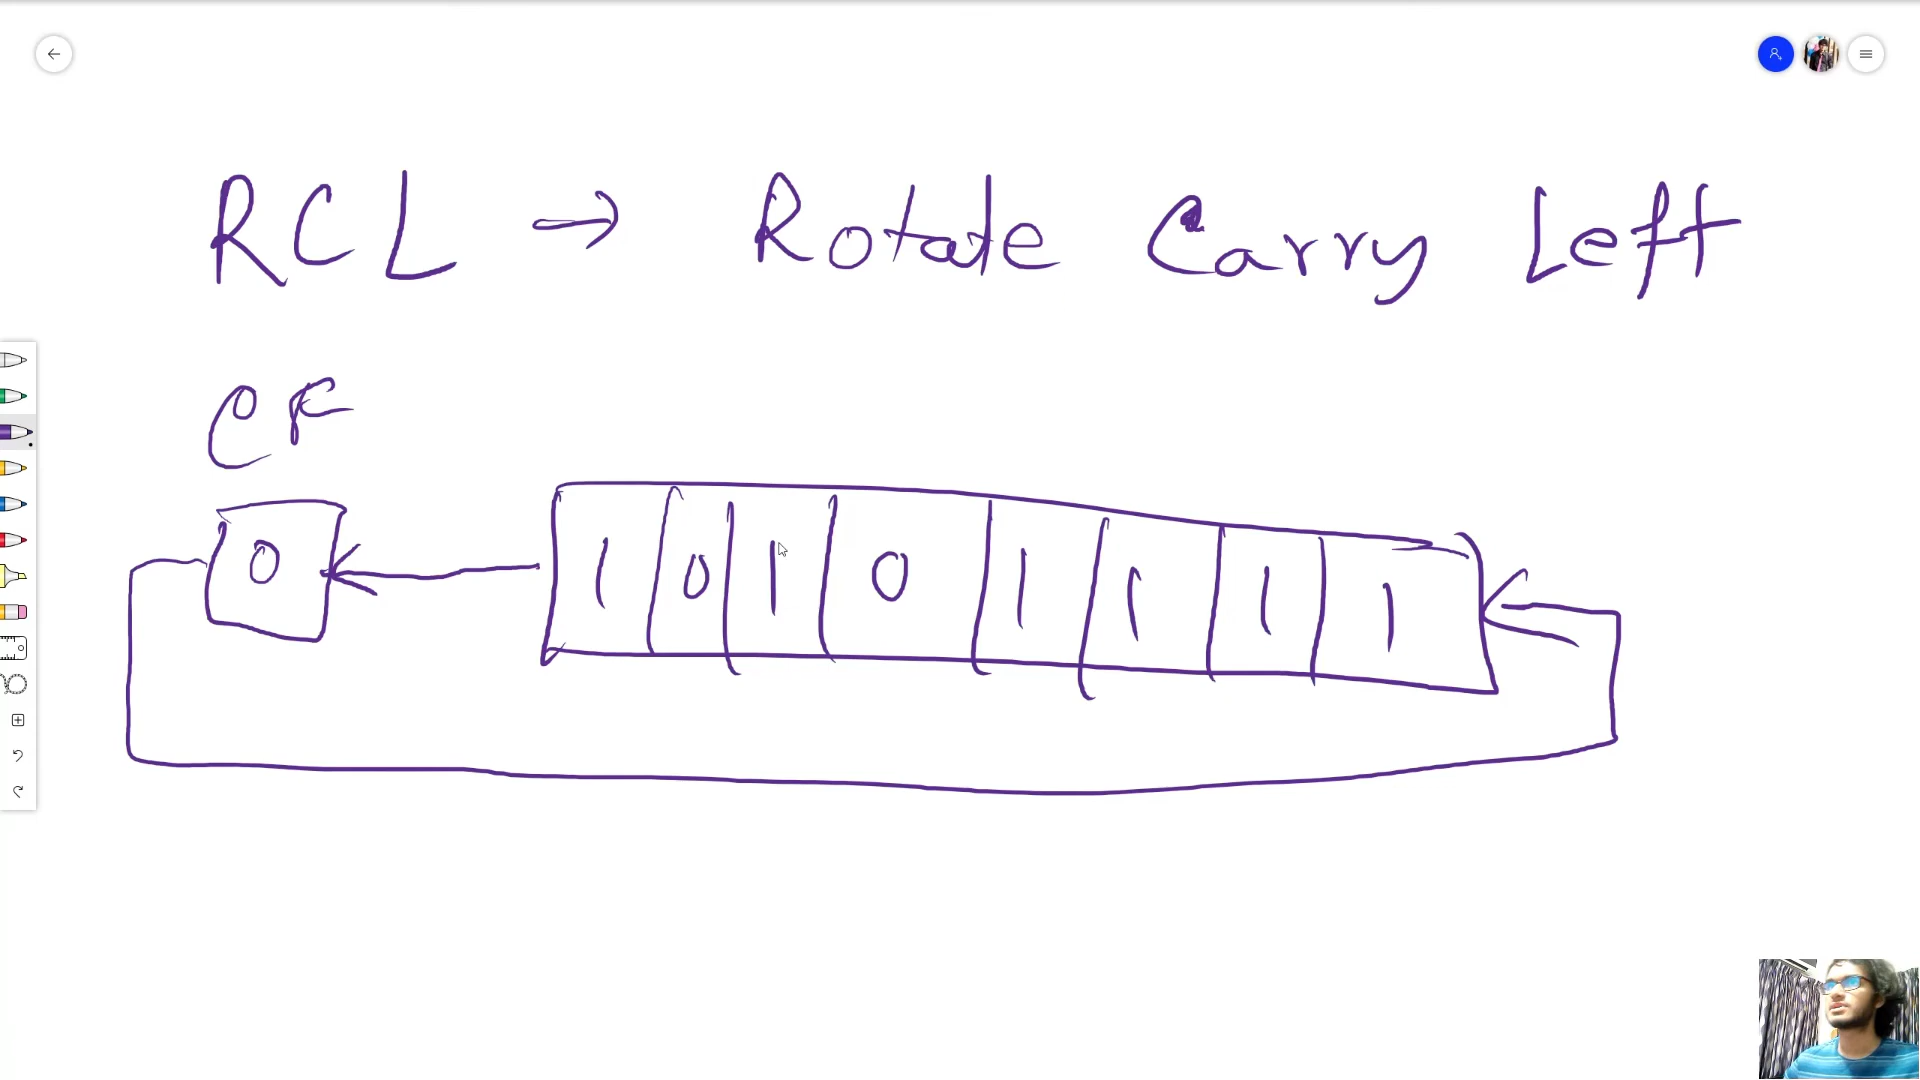 RCL → Rotate Carry Left
CF
0 1 0 1 0 1 1 1 1